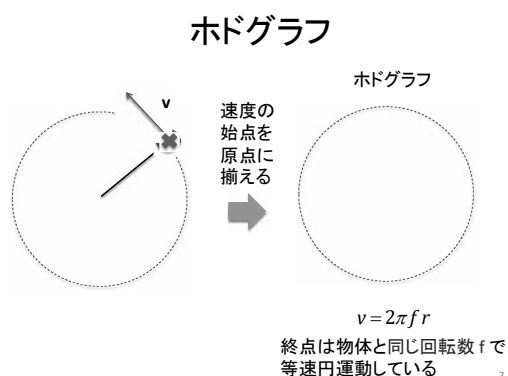 ホドグラフ
ホドグラフ
v
速度の
始点を
原点に
揃える
v=2πfr
終点は物体と同じ回転数 f で
等速円運動している
7